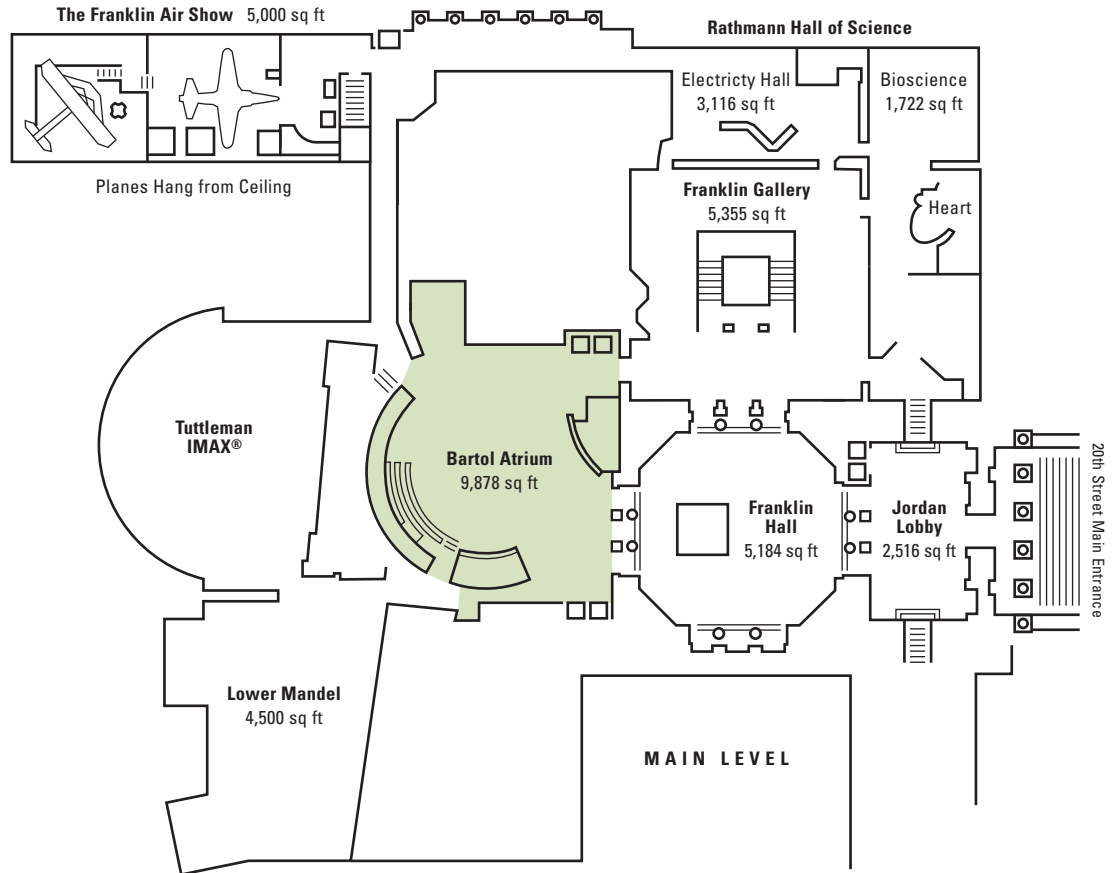 The Franklin Air Show 5,000 sq ft
Rathmann Hall of Science
Electricty Hall
3,116 sq ft
Bioscience
1,722 sq ft
Planes Hang from Ceiling
Franklin Gallery
5,355 sq ft
Heart
Tuttleman
IMAX®
Bartol Atrium
9,878 sq ft
Franklin
Hall
5,184 sq ft
Jordan
Lobby
2,516 sq ft
20th Street Main Entrance
Lower Mandel
4,500 sq ft
MAIN LEVEL